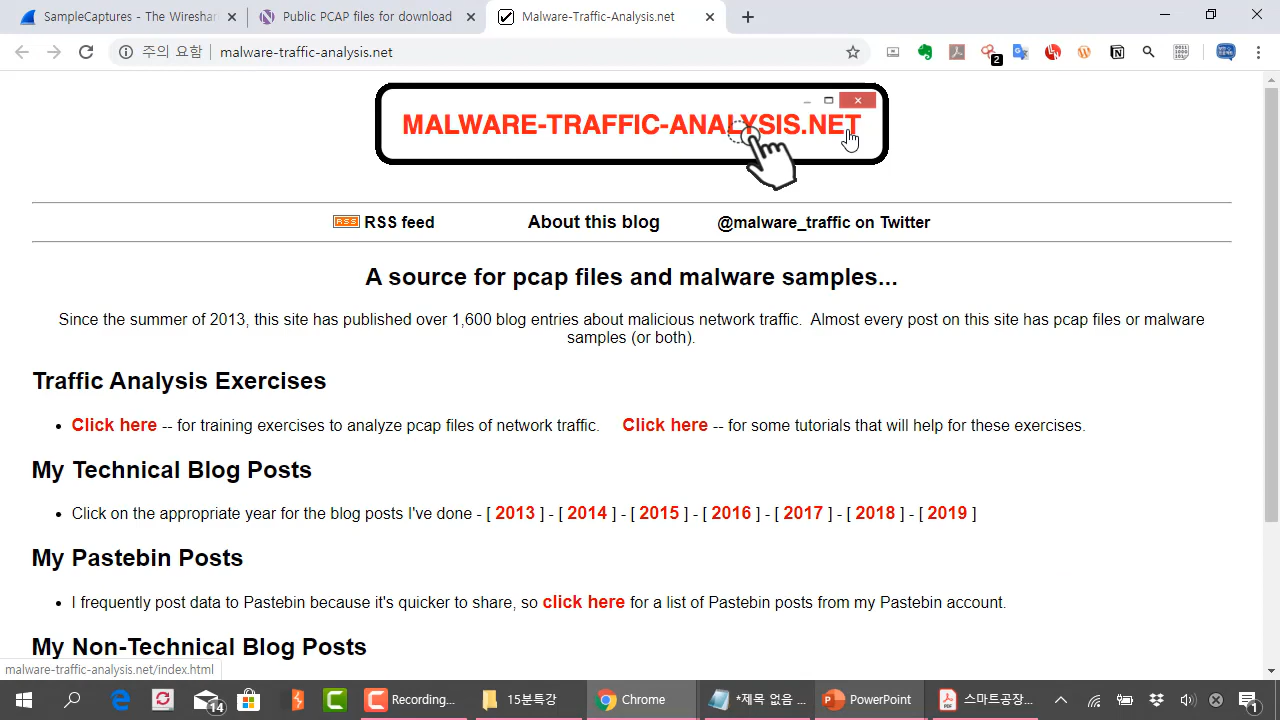 SampleCaptures - The Wireshar
Public PCAP files for download
Malware-Traffic-Analysis.net
주의 요함
malware-traffic-analysis.net
2
MALWARE-TRAFFIC-ANALYSIS.NET
RSS RSS feed
About this blog
@malware_traffic on Twitter
A source for pcap files and malware samples...
Since the summer of 2013, this site has published over 1,600 blog entries about malicious network traffic. Almost every post on this site has pcap files or malware
samples (or both).
Traffic Analysis Exercises
Click here -- for training exercises to analyze pcap files of network traffic. Click here -- for some tutorials that will help for these exercises.
My Technical Blog Posts
Click on the appropriate year for the blog posts I've done - [ 2013 ] - [ 2014 ] - [ 2015 ] - [ 2016 ] - [ 2017 ] - [ 2018 ] - [ 2019 ]
My Pastebin Posts
I frequently post data to Pastebin because it's quicker to share, so click here for a list of Pastebin posts from my Pastebin account.
My Non-Technical Blog Posts
malware-traffic-analysis.net/index.html
14
Recording...
15분특강
Chrome
*제목 없음 ...
PowerPoint
스마트공장...
1